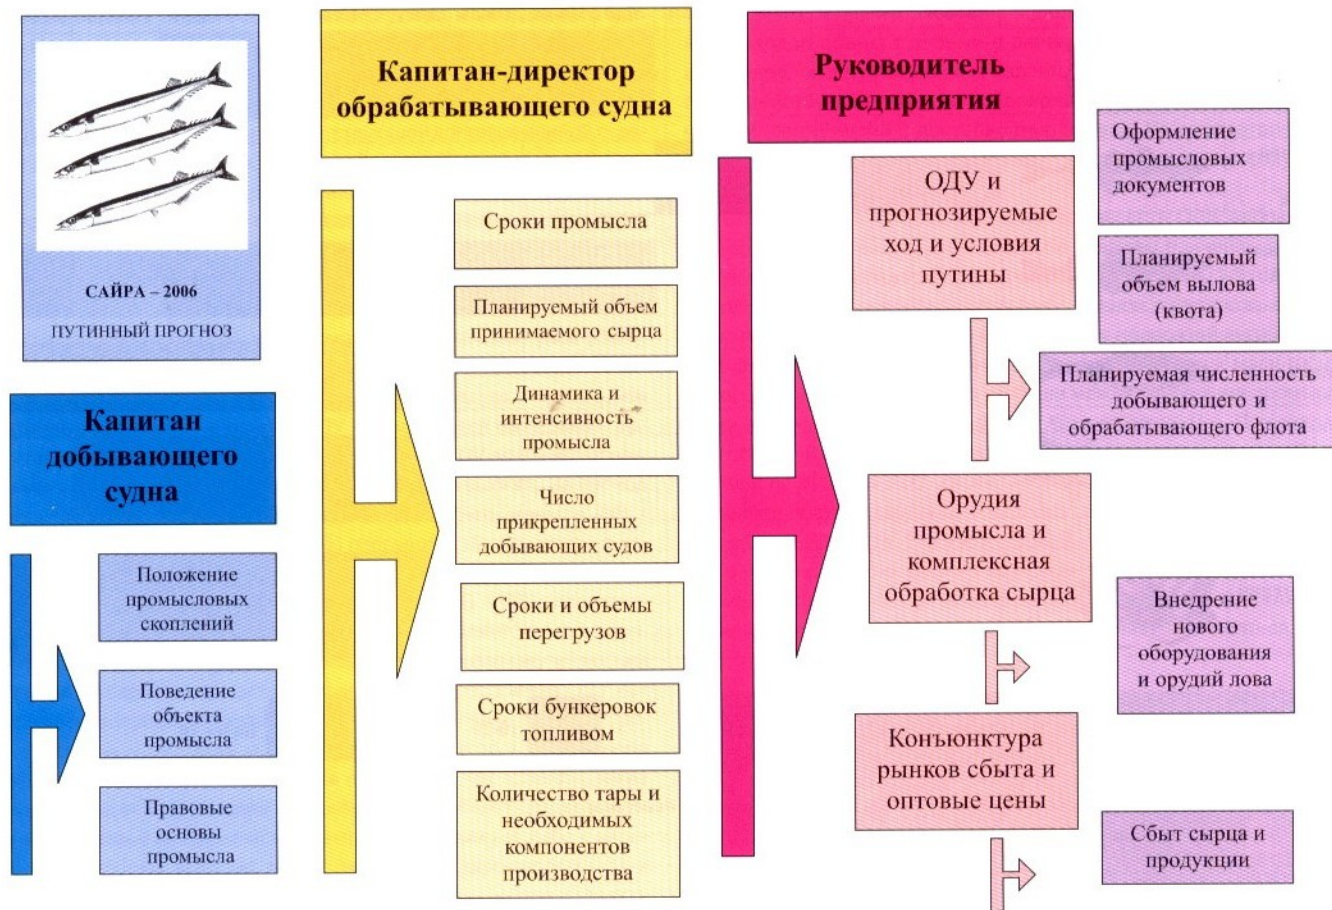 САЙРА – 2006
ПУТИННЫЙ ПРОГНОЗ
Капитан
добывающего
судна
Положение
промысловых
скоплений
Поведение
объекта
промысла
Правовые
основы
промысла
Капитан-директор
обрабатывающего судна
Сроки промысла
Планируемый объем
принимаемого сырца
Динамика и
интенсивность
промысла
Число
прикрепленных
добывающих судов
Сроки и объемы
перегрузов
Сроки бункеровок
топливом
Количество тары и
необходимых
компонентов
производства
Руководитель
предприятия
ОДУ и
прогнозируемые
ход и условия
путины
Оформление
промысловых
документов
Планируемый
объем вылова
(квота)
Планируемая численность
добывающего и
обрабатывающего флота
Орудия
промысла и
комплексная
обработка сырца
Внедрение
нового
оборудования
и орудий лова
Конъюнктура
рынков сбыта и
оптовые цены
Сбыт сырца и
продукции